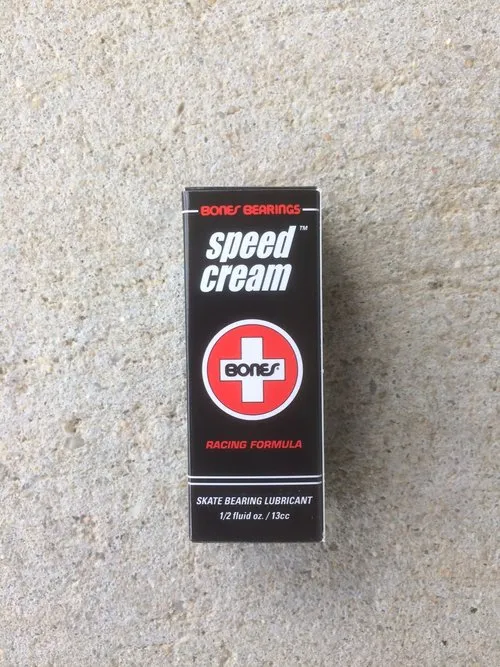 BONES BEARINGS
speed™
cream
BONES®
RACING FORMULA
SKATE BEARING LUBRICANT
1/2 fluid oz. / 13cc